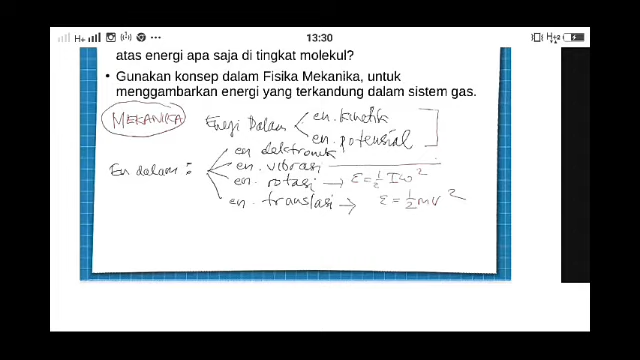 H+ 13:30 H+2
atas energi apa saja di tingkat molekul?
• Gunakan konsep dalam Fisika Mekanika, untuk
menggambarkan energi yang terkandung dalam sistem gas.
MEKANIKA Energi Dalam en. kinetik
en. potensial
En dalam : en elektronik
en. vibrasi
en. rotasi → ε = 1/2 Iω²
en. translasi → ε = 1/2 mv²